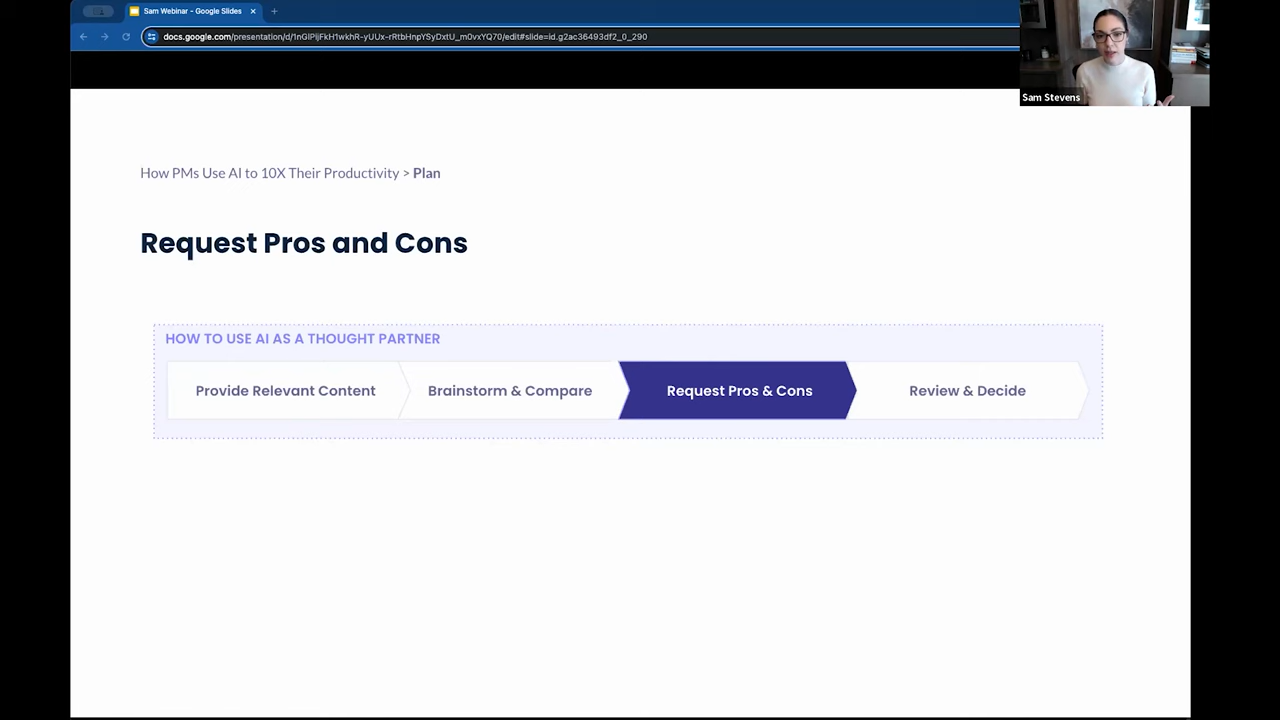 Sam Webinar - Google Slides
docs.google.com/presentation/d/1nGlPljFkH1wkhR-yUUx-rRtbHnpYSyDxtU_m0vxYQ70/edit#slide=id.g2ac36493df2_0_290
Sam Stevens
How PMs Use AI to 10X Their Productivity > Plan
Request Pros and Cons
HOW TO USE AI AS A THOUGHT PARTNER
Provide Relevant Content
Brainstorm & Compare
Request Pros & Cons
Review & Decide